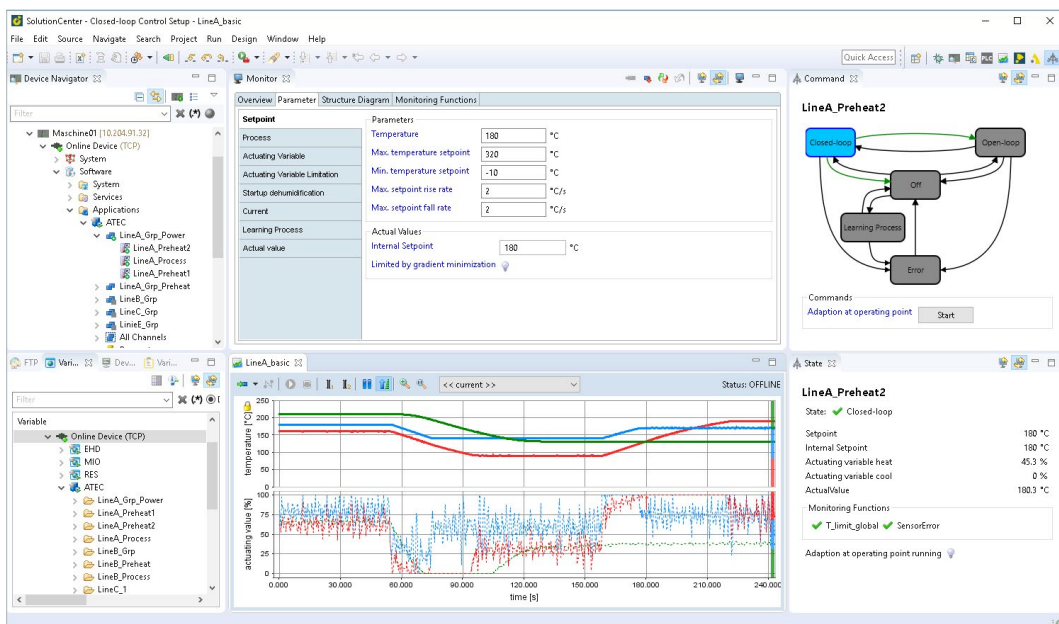 SolutionCenter - Closed-loop Control Setup - LineA_basic
File Edit Source Navigate Search Project Run Design Window Help
Quick Access
Device Navigator
Filter
Maschine01 [10.204.91.32]
Online Device (TCP)
System
Software
System
Services
Applications
ATEC
LineA_Grp_Power
LineA_Preheat2
LineA_Process
LineA_Preheat1
LineA_Grp_Preheat
LineB_Grp
LineC_Grp
LinieE_Grp
All Channels
Monitor
Overview Parameter Structure Diagram Monitoring Functions
Setpoint
Process
Actuating Variable
Actuating Variable Limitation
Startup dehumidification
Current
Learning Process
Actual value
Parameters
Temperature 180 °C
Max. temperature setpoint 320 °C
Min. temperature setpoint -10 °C
Max. setpoint rise rate 2 °C/s
Max. setpoint fall rate 2 °C/s
Actual Values
Internal Setpoint 180 °C
Limited by gradient minimization
Command
LineA_Preheat2
Closed-loop
Open-loop
Off
Learning Process
Error
Commands
Adaption at operating point Start
FTP Vari... Dev... Vari...
Filter
Variable
Online Device (TCP)
EHD
MIO
RES
ATEC
LineA_Grp_Power
LineA_Preheat1
LineA_Preheat2
LineA_Process
LineB_Grp
LineB_Preheat
LineB_Process
LineC_1
LineA_basic
<< current >>
Status: OFFLINE
temperature [°C]
250
200
150
100
50
0
actuating value [%]
100
75
50
25
0
0.000 30.000 60.000 90.000 120.000 150.000 180.000 210.000 240.000
time [s]
State
LineA_Preheat2
State: Closed-loop
Setpoint 180 °C
Internal Setpoint 180 °C
Actuating variable heat 45.3 %
Actuating variable cool 0 %
ActualValue 180.3 °C
Monitoring Functions
T_limit_global SensorError
Adaption at operating point running